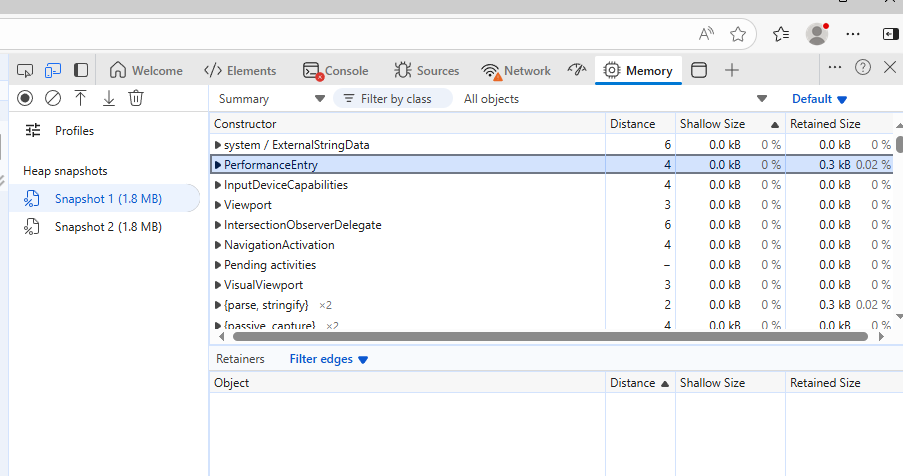 Welcome Elements Console Sources Network Memory
Summary Filter by class All objects Default
Profiles
Heap snapshots
Snapshot 1 (1.8 MB)
Snapshot 2 (1.8 MB)
Constructor Distance Shallow Size Retained Size
system / ExternalStringData 6 0.0 kB 0 % 0.0 kB 0 %
PerformanceEntry 4 0.0 kB 0 % 0.3 kB 0.02 %
InputDeviceCapabilities 4 0.0 kB 0 % 0.0 kB 0 %
Viewport 3 0.0 kB 0 % 0.0 kB 0 %
IntersectionObserverDelegate 6 0.0 kB 0 % 0.0 kB 0 %
NavigationActivation 4 0.0 kB 0 % 0.0 kB 0 %
Pending activities – 0.0 kB 0 % 0.0 kB 0 %
VisualViewport 3 0.0 kB 0 % 0.0 kB 0 %
{parse, stringify} ×2 2 0.0 kB 0 % 0.3 kB 0.02 %
{passive, capture} ×2 4 0.0 kB 0 % 0.0 kB 0 %
Retainers Filter edges
Object Distance Shallow Size Retained Size